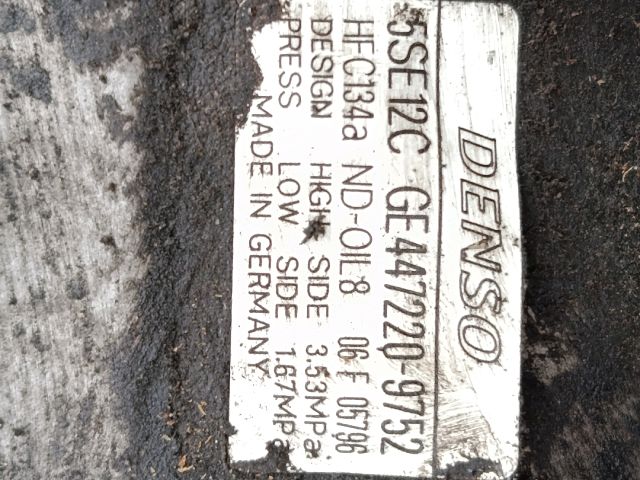 DENSO
5SE12C GE447220-9752
HFC134a ND-OIL8 06 F 05796
DESIGN HIGH SIDE 3.53MPa
PRESS LOW SIDE 1.67MPa
MADE IN GERMANY